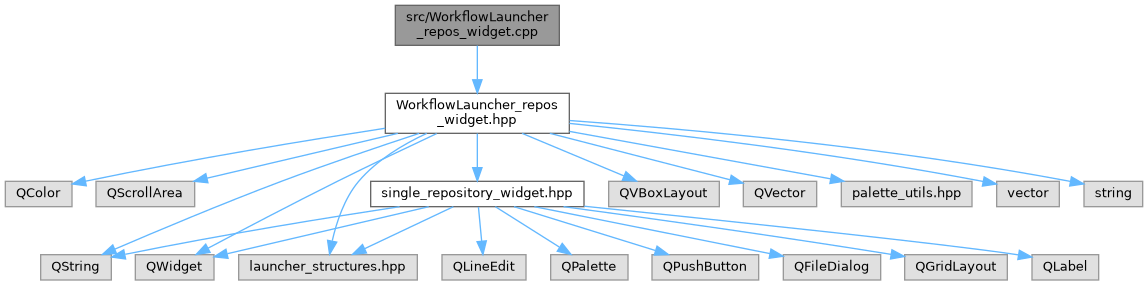 src/WorkflowLauncher
_repos_widget.cpp
WorkflowLauncher_repos
_widget.hpp
QColor
QScrollArea
single_repository_widget.hpp
QVBoxLayout
QVector
palette_utils.hpp
vector
string
QString
QWidget
launcher_structures.hpp
QLineEdit
QPalette
QPushButton
QFileDialog
QGridLayout
QLabel